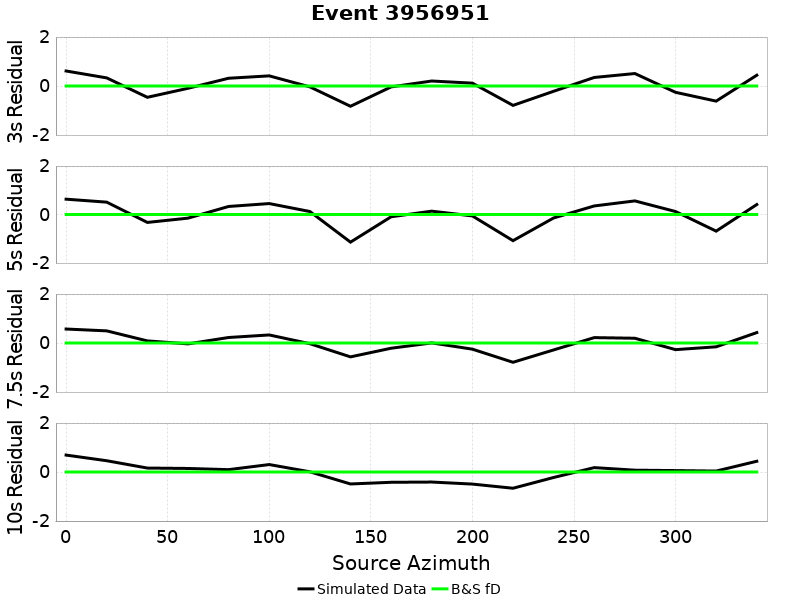 Event 3956951
3s Residual
2
0
-2
5s Residual
2
0
-2
7.5s Residual
2
0
-2
10s Residual
2
0
-2
0 50 100 150 200 250 300
Source Azimuth
Simulated Data B&S fD